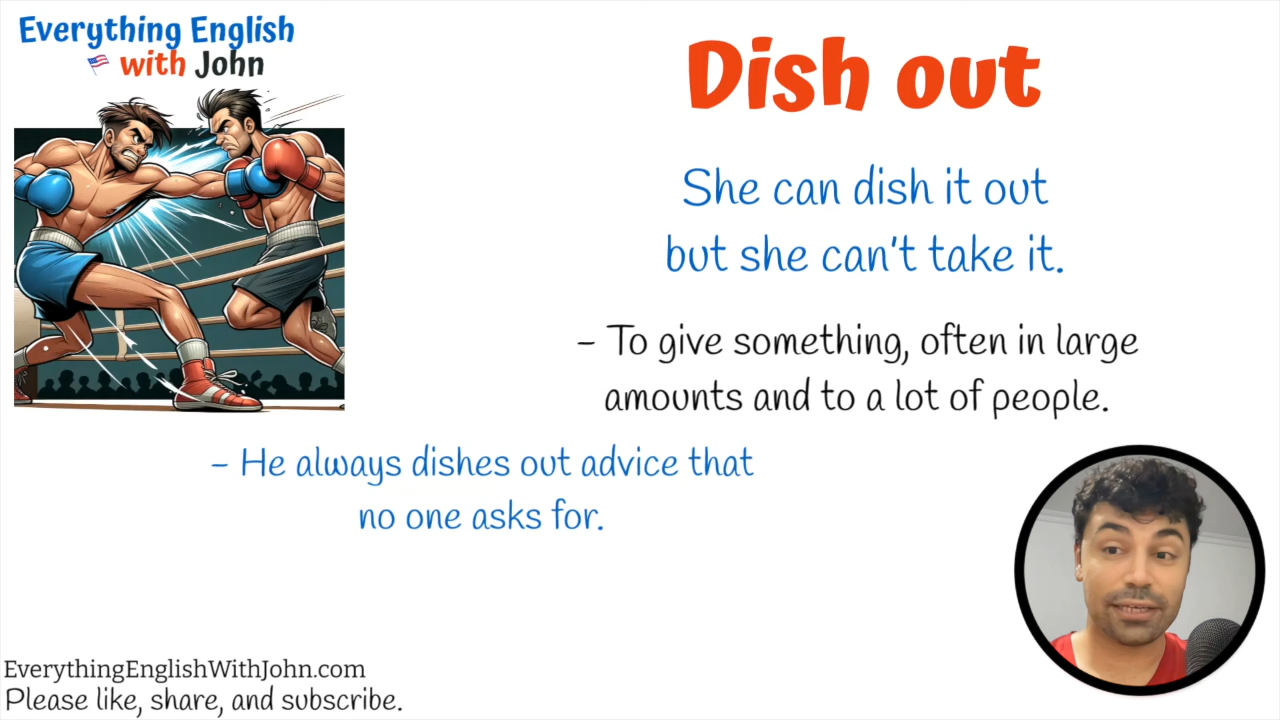 Everything English
with John
Dish out
She can dish it out
but she can't take it.
- To give something, often in large
amounts and to a lot of people.
- He always dishes out advice that
no one asks for.
EverythingEnglishWithJohn.com
Please like, share, and subscribe.